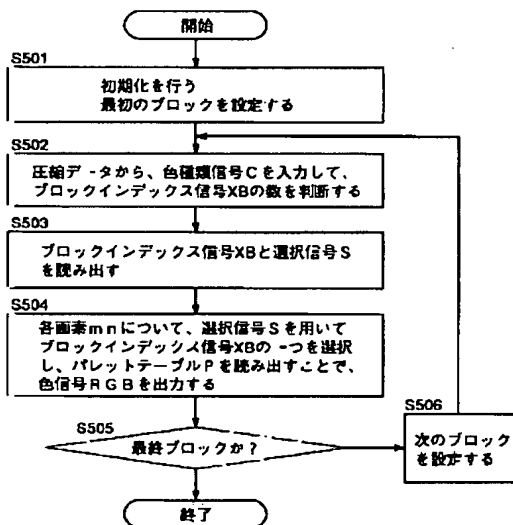 開始
S501
初期化を行う
最初のブロックを設定する
S502
圧縮データから、色種類信号Cを入力して、
ブロックインデックス信号XBの数を判断する
S503
ブロックインデックス信号XBと選択信号S
を読み出す
S504
各画素mnについて、選択信号Sを用いて
ブロックインデックス信号XBの一つを選択
し、パレットテーブルPを読み出すことで、
色信号RGBを出力する
S505
最終ブロックか？
S506
次のブロック
を設定する
終了